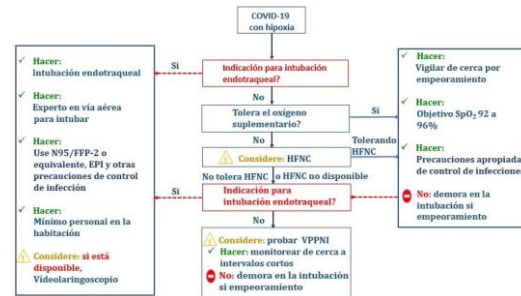 COVID-19
con hipoxia
Hacer:
Intubación endotraqueal
Hacer:
Experto en vía aérea
para intubar
Hacer:
Use N95/FFP-2 o
equivalente, EPI y otras
precauciones de control
de infección
Hacer:
Mínimo personal en la
habitación
Considere: si está
disponible,
Videolaringoscopio
Si
Indicación para intubación
endotraqueal?
No
Tolera el oxígeno
suplementario?
Si
No
Considere: HFNC
Tolerando
HFNC
No tolera HFNC
o HFNC no disponible
Si
Indicación para
intubación endotraqueal?
No
Considere: probar VPPNI
Hacer: monitorear de cerca a
intervalos cortos
No: demora en la intubación
si empeoramiento
Hacer:
Vigilar de cerca por
empeoramiento
Hacer:
Objetivo SpO₂ 92 a
96%
Hacer:
Precauciones apropiadas
de control de infecciones
No: demora en la
intubación si
empeoramiento